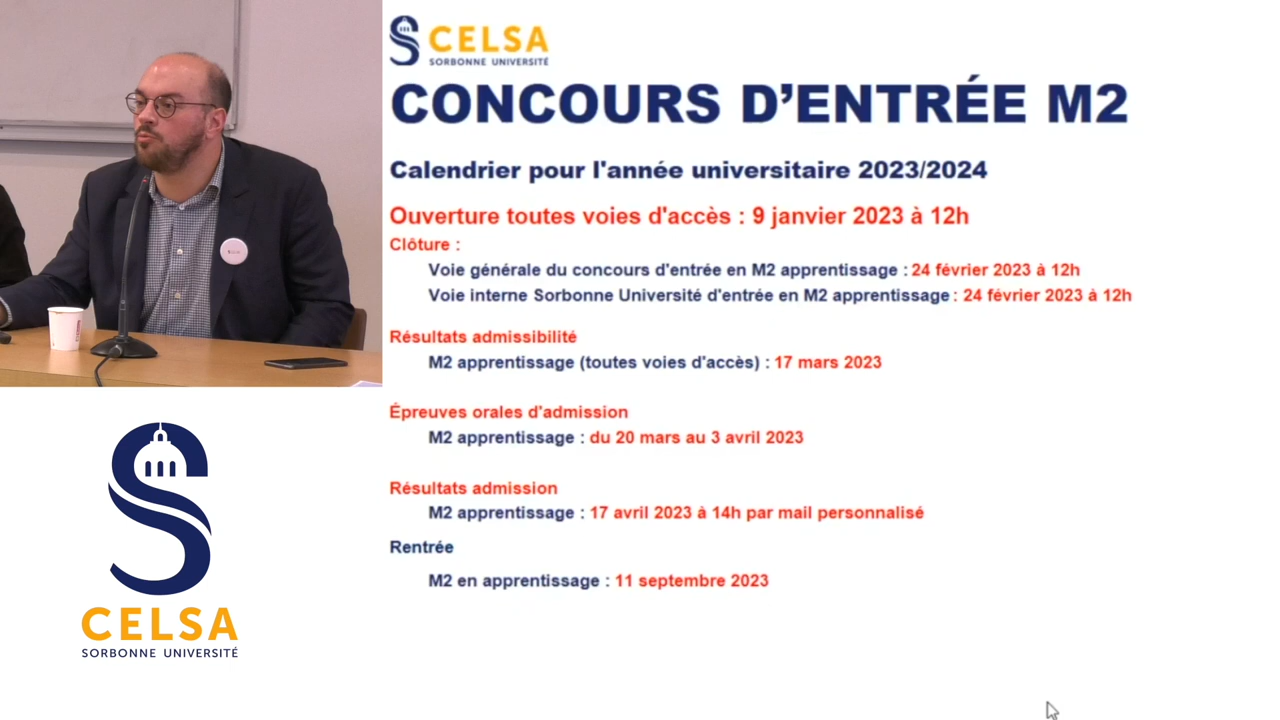 CELSA
SORBONNE UNIVERSITÉ
CONCOURS D’ENTRÉE M2
Calendrier pour l'année universitaire 2023/2024
Ouverture toutes voies d'accès : 9 janvier 2023 à 12h
Clôture :
Voie générale du concours d'entrée en M2 apprentissage : 24 février 2023 à 12h
Voie interne Sorbonne Université d'entrée en M2 apprentissage : 24 février 2023 à 12h
Résultats admissibilité
M2 apprentissage (toutes voies d'accès) : 17 mars 2023
Épreuves orales d'admission
M2 apprentissage : du 20 mars au 3 avril 2023
Résultats admission
M2 apprentissage : 17 avril 2023 à 14h par mail personnalisé
Rentrée
M2 en apprentissage : 11 septembre 2023
CELSA
SORBONNE UNIVERSITÉ